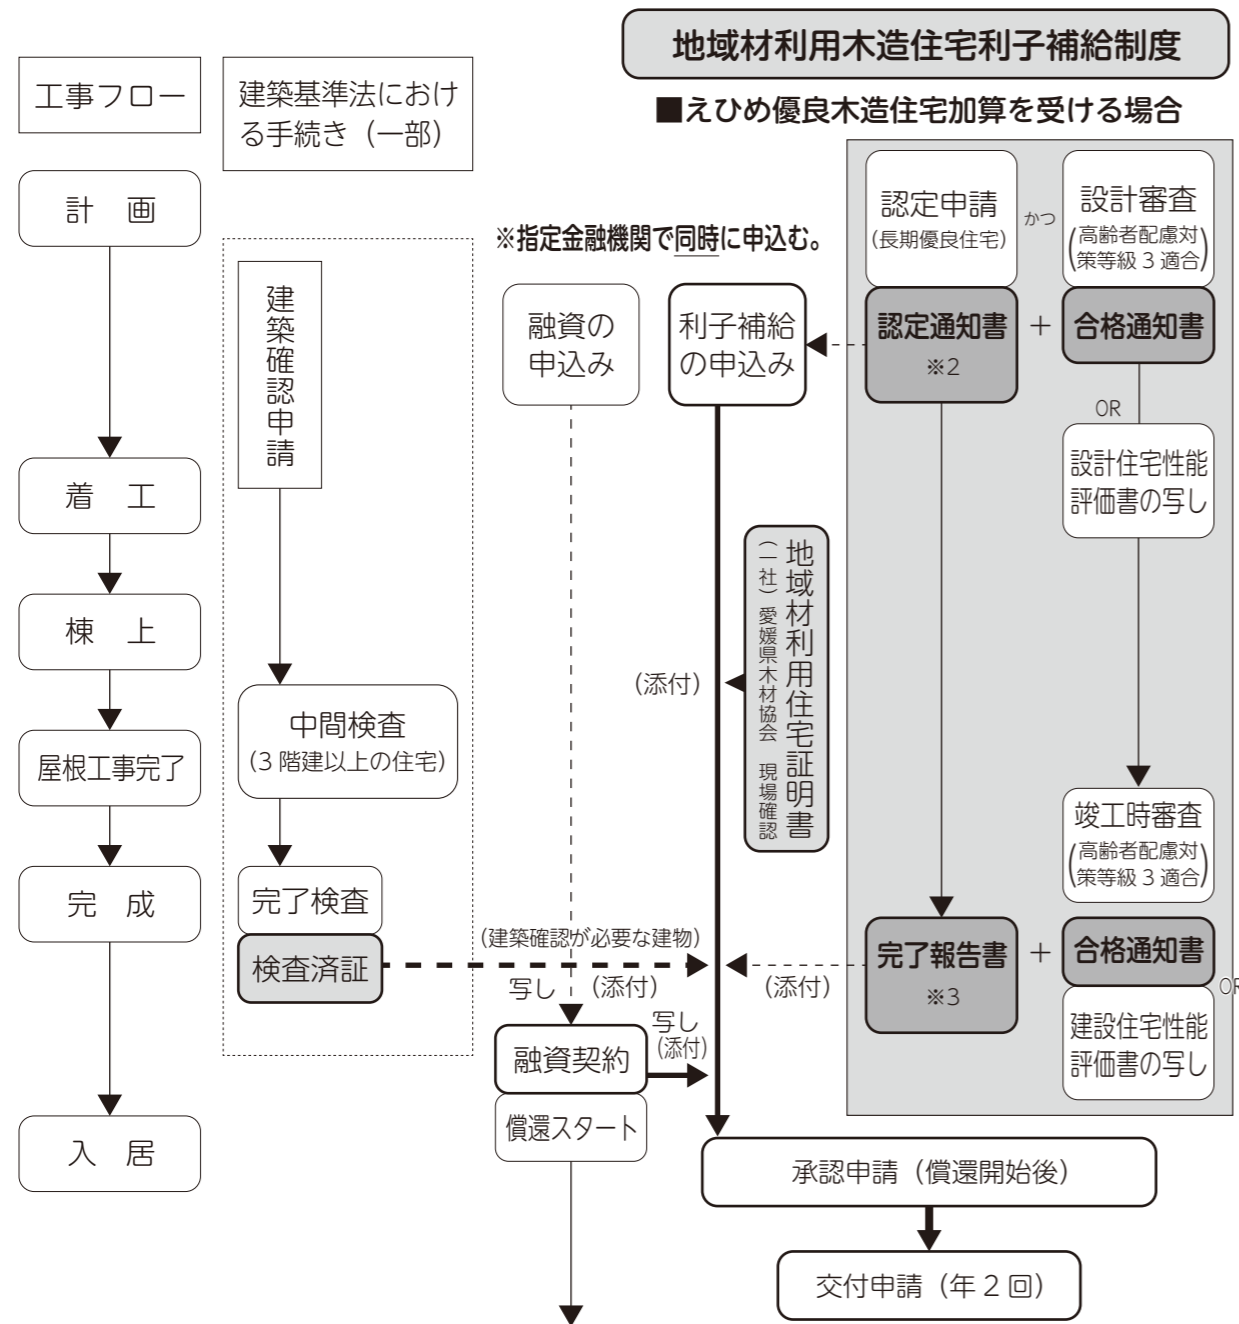 地域材利用木造住宅利子補給制度
■えひめ優良木造住宅加算を受ける場合
工事フロー
建築基準法におけ
る手続き（一部）
計　画
着　工
棟　上
屋根工事完了
完　成
入　居
建築確認申請
中間検査
（3階建以上の住宅）
完了検査
検査済証
※指定金融機関で同時に申込む。
融資の
申込み
利子補給
の申込み
認定申請
（長期優良住宅）
かつ
設計審査
（高齢者配慮対
策等級3適合）
認定通知書
※2
＋
合格通知書
OR
設計住宅性能
評価書の写し
地域材利用住宅証明書
（一社）愛媛県木材協会　現場確認
（添付）
竣工時審査
（高齢者配慮対
策等級3適合）
（建築確認が必要な建物）
写し
（添付）
（添付）
完了報告書
※3
＋
合格通知書
OR
建設住宅性能
評価書の写し
融資契約
写し
（添付）
償還スタート
承認申請（償還開始後）
交付申請（年2回）